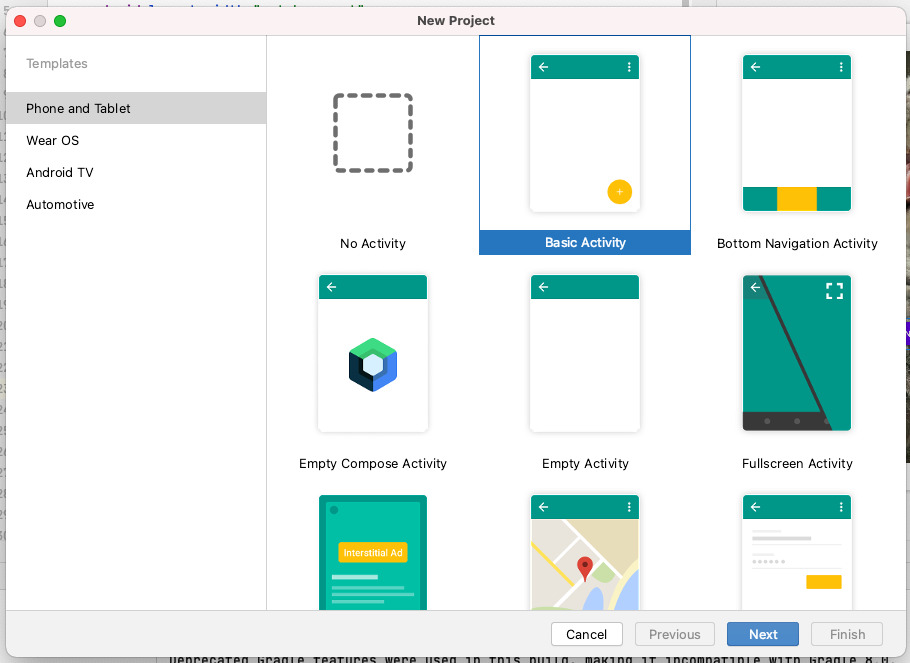 New Project
Templates
Phone and Tablet
Wear OS
Android TV
Automotive
No Activity
Basic Activity
Bottom Navigation Activity
Empty Compose Activity
Empty Activity
Fullscreen Activity
Interstitial Ad
Cancel
Previous
Next
Finish
Deprecated Gradle features were used in this build, making it incompatible with Gradle 8.0.